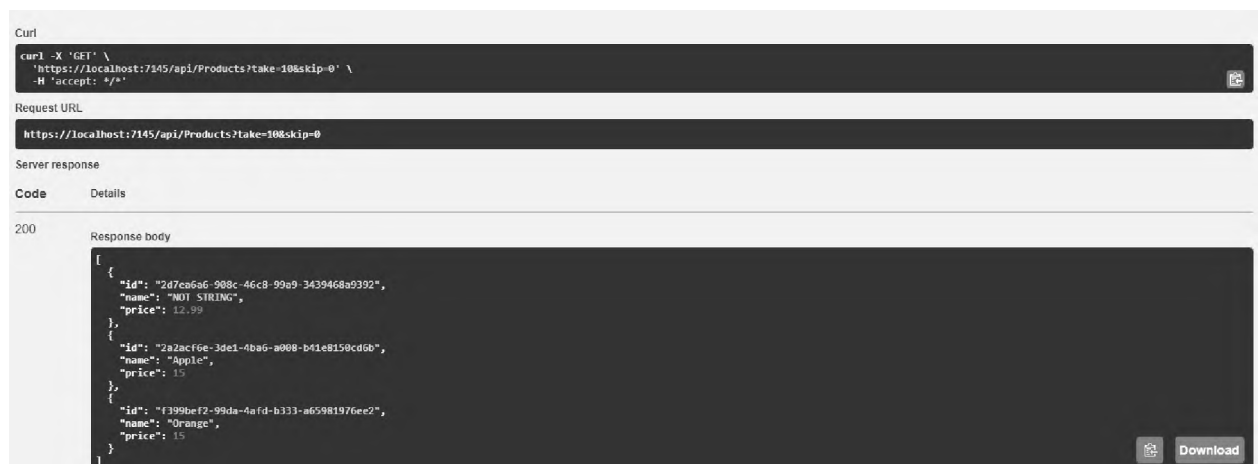 Curl
curl -X 'GET' \
'https://localhost:7145/api/Products?take=10&skip=0' \
-H 'accept: */*'
Request URL
https://localhost:7145/api/Products?take=10&skip=0
Server response
Code Details
200
Response body
[
{
"id": "2d7ea6a6-908c-46c8-99a9-3439468a9392",
"name": "NOT STRING",
"price": 12.99
},
{
"id": "2a2acf6e-3de1-4ba6-a008-b41e8150cd6b",
"name": "Apple",
"price": 15
},
{
"id": "f399bef2-99da-4afd-b333-a65981976ee2",
"name": "Orange",
"price": 15
}
]
Download